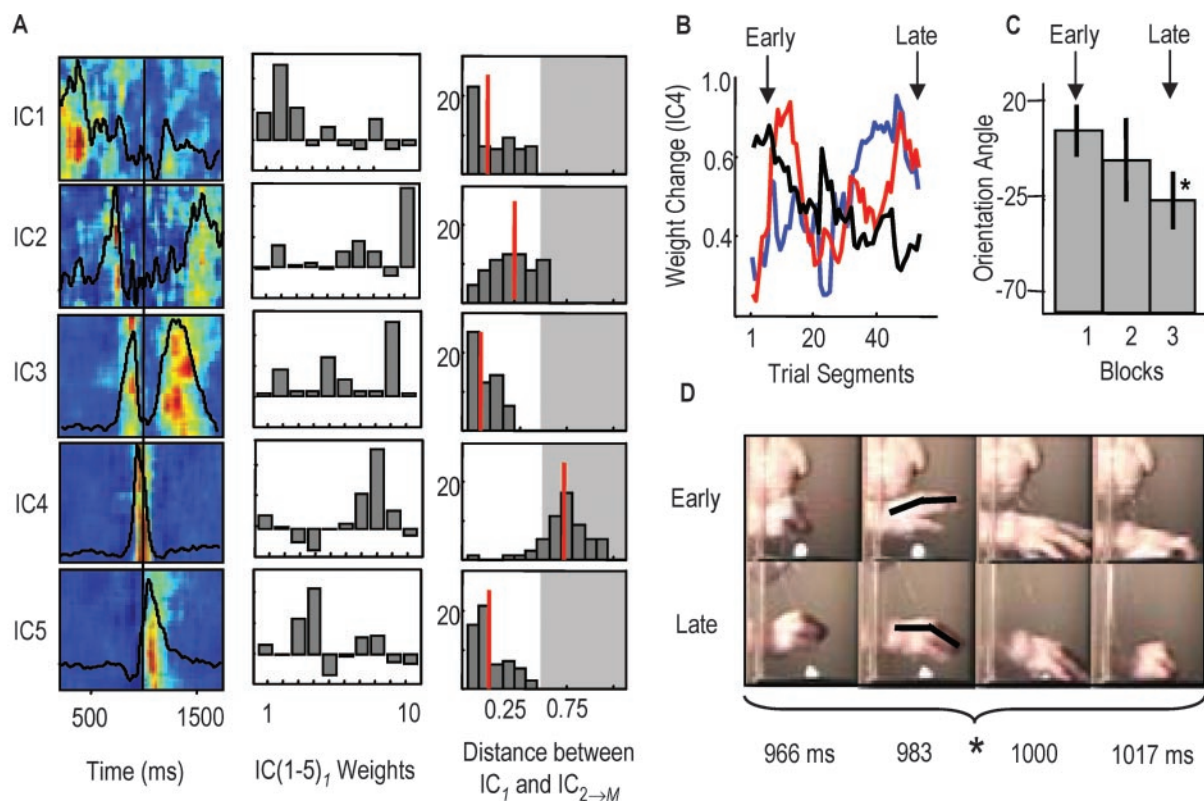 A
IC1
IC2
IC3
IC4
IC5
500 1500
Time (ms)
1 10
IC(1-5)1 Weights
20
20
20
20
20
0.25 0.75
Distance between
IC1 and IC2→M
B
Early Late
Weight Change (IC4)
1.0
0.6
0.4
1 20 40
Trial Segments
C
Early Late
Orientation Angle
20
-25
-70
*
1 2 3
Blocks
D
Early
Late
966 ms 983 * 1000 1017 ms